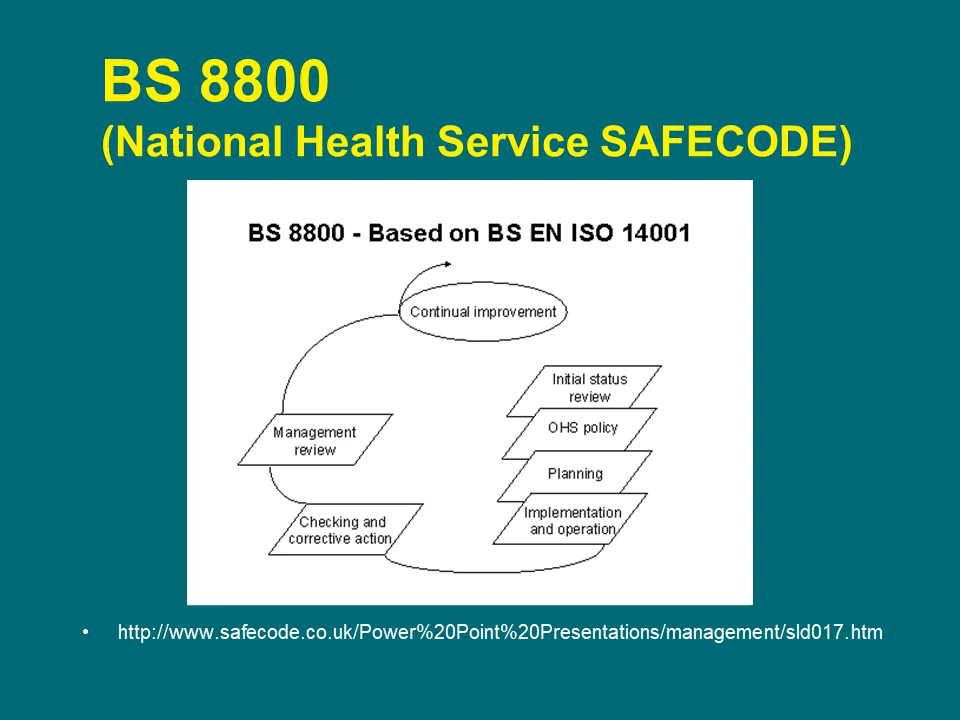 BS 8800
(National Health Service SAFECODE)
BS 8800 - Based on BS EN ISO 14001
Continual improvement
Initial status
review
OHS policy
Management
review
Planning
Implementation
and operation
Checking and
corrective action
• http://www.safecode.co.uk/Power%20Point%20Presentations/management/sld017.htm